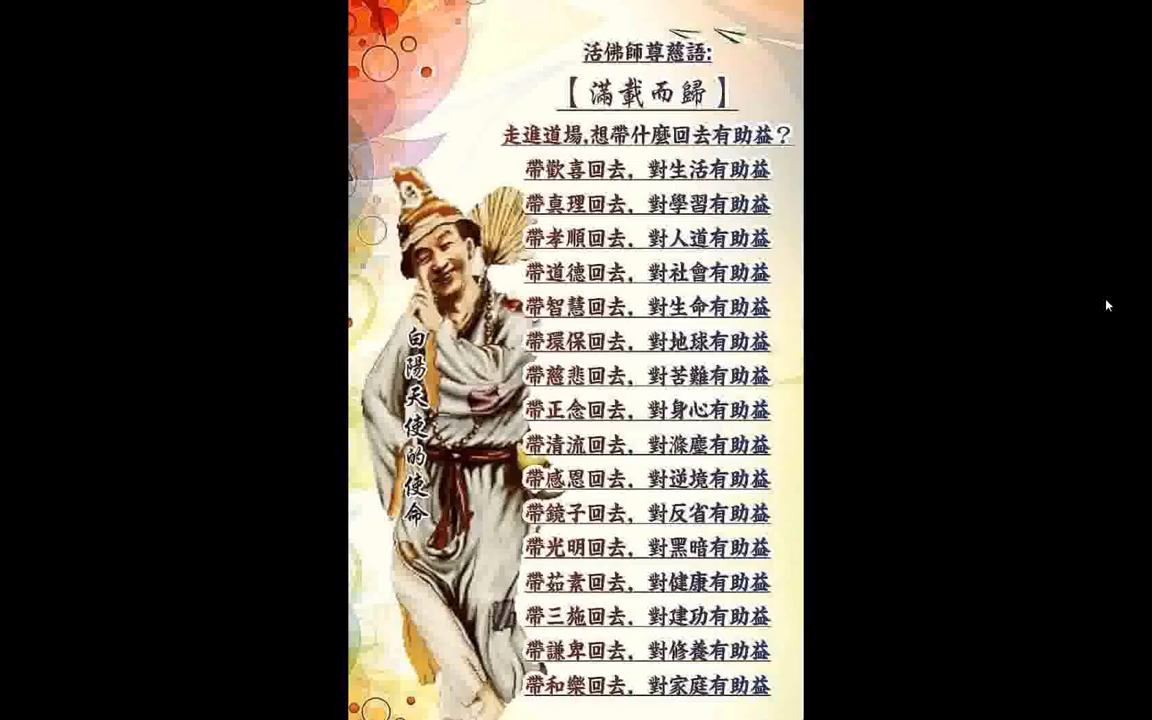 活佛師尊慈語:
【滿載而歸】
走進道場,想帶什麼回去有助益？
帶歡喜回去，對生活有助益
帶真理回去，對學習有助益
帶孝順回去，對人道有助益
帶道德回去，對社會有助益
帶智慧回去，對生命有助益
帶環保回去，對地球有助益
帶慈悲回去，對苦難有助益
帶正念回去，對身心有助益
帶清流回去，對滌塵有助益
帶感恩回去，對逆境有助益
帶鏡子回去，對反省有助益
帶光明回去，對黑暗有助益
帶茹素回去，對健康有助益
帶三施回去，對建功有助益
帶謙卑回去，對修養有助益
帶和樂回去，對家庭有助益
白陽天使的使命